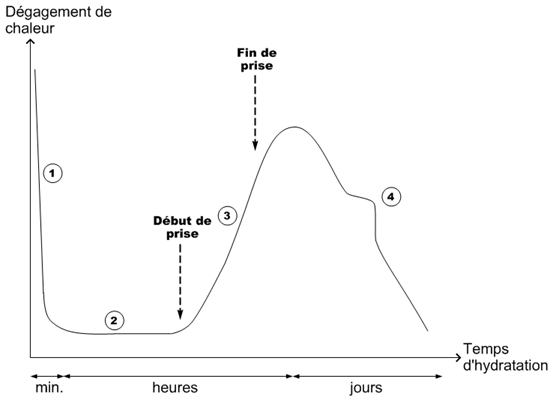 Dégagement de
chaleur
Fin de
prise
1
4
3
Début de
prise
2
Temps
d'hydratation
min.
heures
jours